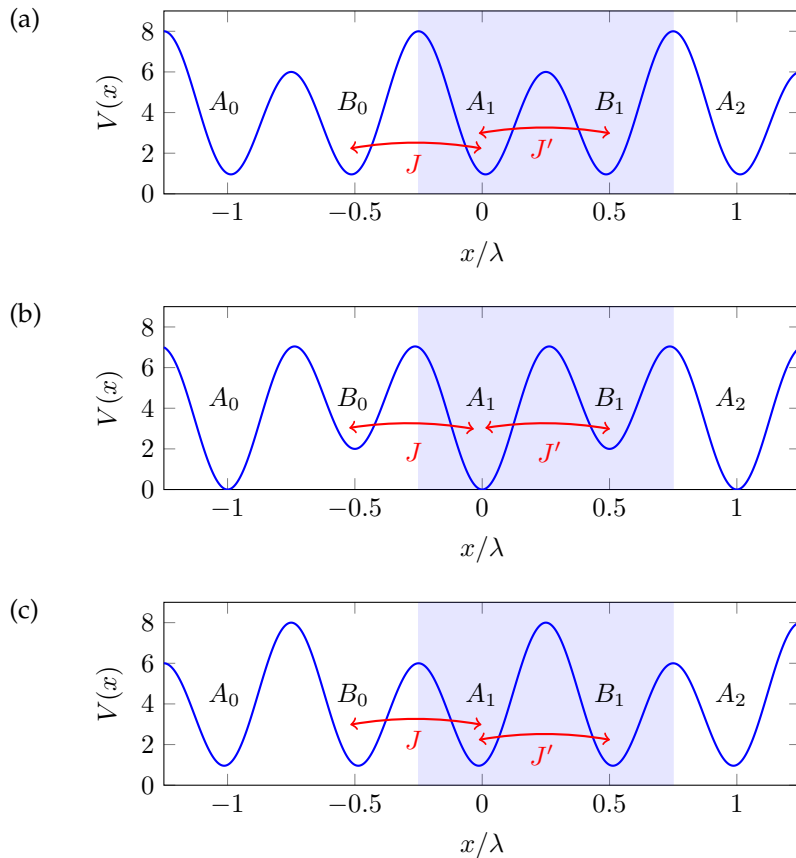 (a)
V(x)
8
6
4
2
0
A₀ B₀ A₁ B₁ A₂
J J′
−1 −0.5 0 0.5 1
x/λ
(b)
V(x)
8
6
4
2
0
A₀ B₀ A₁ B₁ A₂
J J′
−1 −0.5 0 0.5 1
x/λ
(c)
V(x)
8
6
4
2
0
A₀ B₀ A₁ B₁ A₂
J J′
−1 −0.5 0 0.5 1
x/λ